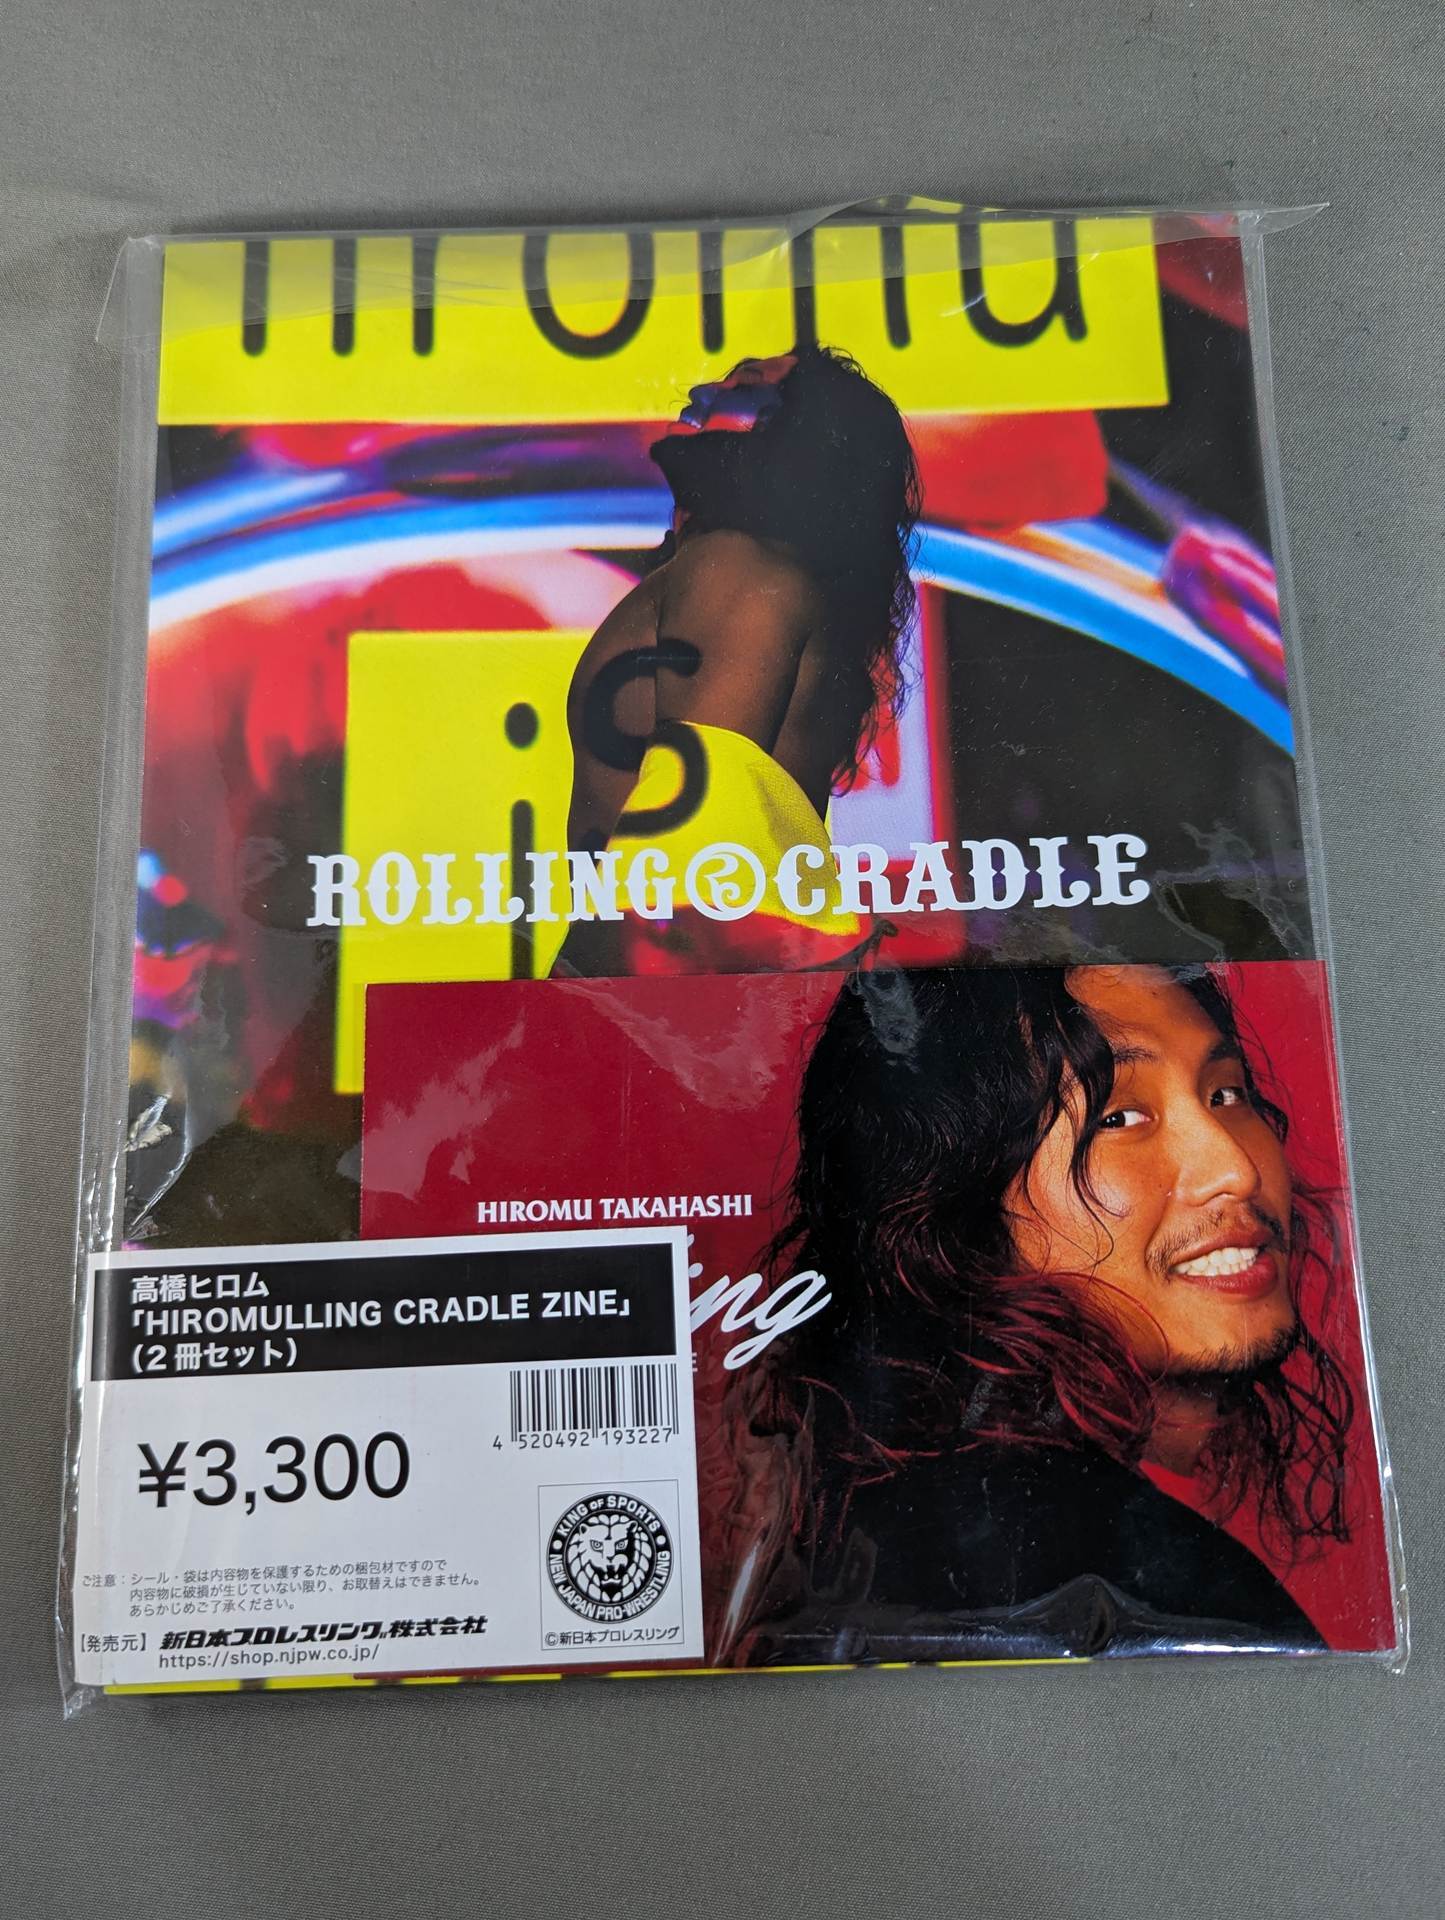 hiromu
is
ROLLING CRADLE
HIROMU TAKAHASHI
ing
高橋ヒロム
「HIROMULLING CRADLE ZINE」
（2冊セット）
¥3,300
4 520492 193227
KING OF SPORTS
NEW JAPAN PRO-WRESTLING
©新日本プロレスリング
ご注意：シール・袋は内容物を保護するための梱包材ですので
内容物に破損が生じていない限り、お取替えはできません。
あらかじめご了承ください。
【発売元】新日本プロレスリング株式会社
https://shop.njpw.co.jp/